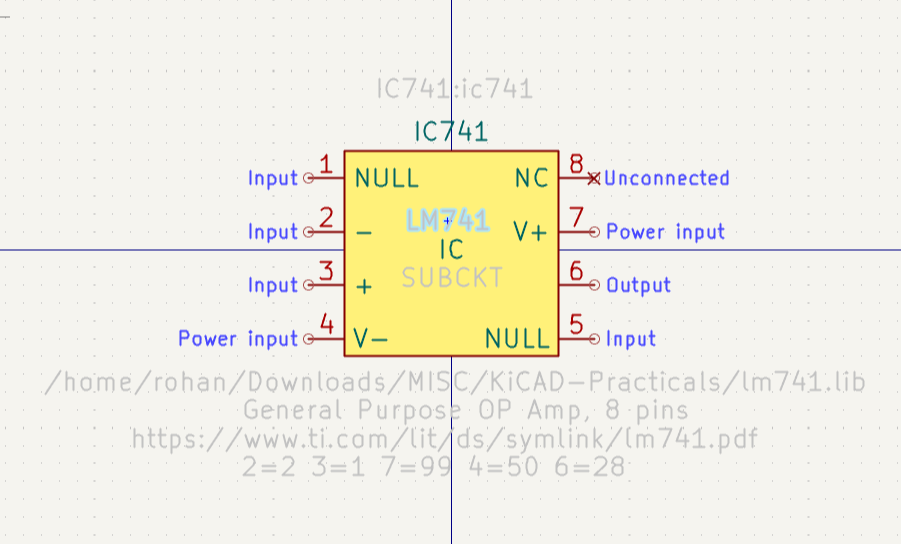 IC741:ic741
IC741
Input 1 NULL NC 8 Unconnected
LM741
Input 2 − V+ 7 Power input
IC
Input 3 + SUBCKT 6 Output
Power input 4 V− NULL 5 Input
/home/rohan/Downloads/MISC/KiCAD-Practicals/lm741.lib
General Purpose OP Amp, 8 pins
https://www.ti.com/lit/ds/symlink/lm741.pdf
2=2 3=1 7=99 4=50 6=28